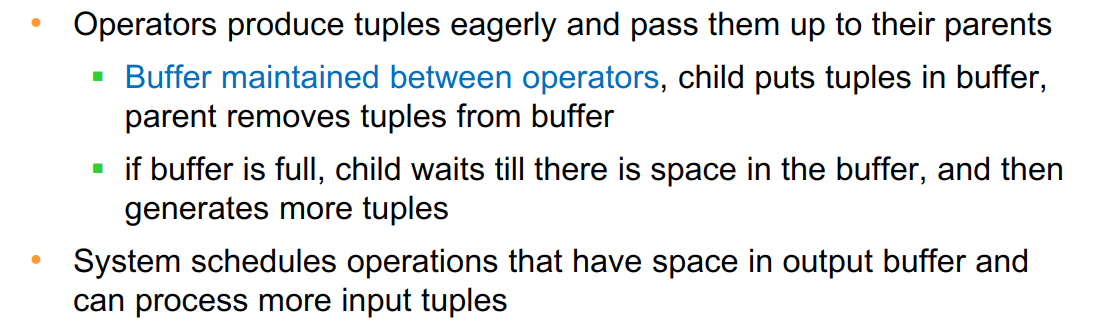 • Operators produce tuples eagerly and pass them up to their parents
▪ Buffer maintained between operators, child puts tuples in buffer,
parent removes tuples from buffer
▪ if buffer is full, child waits till there is space in the buffer, and then
generates more tuples
• System schedules operations that have space in output buffer and
can process more input tuples